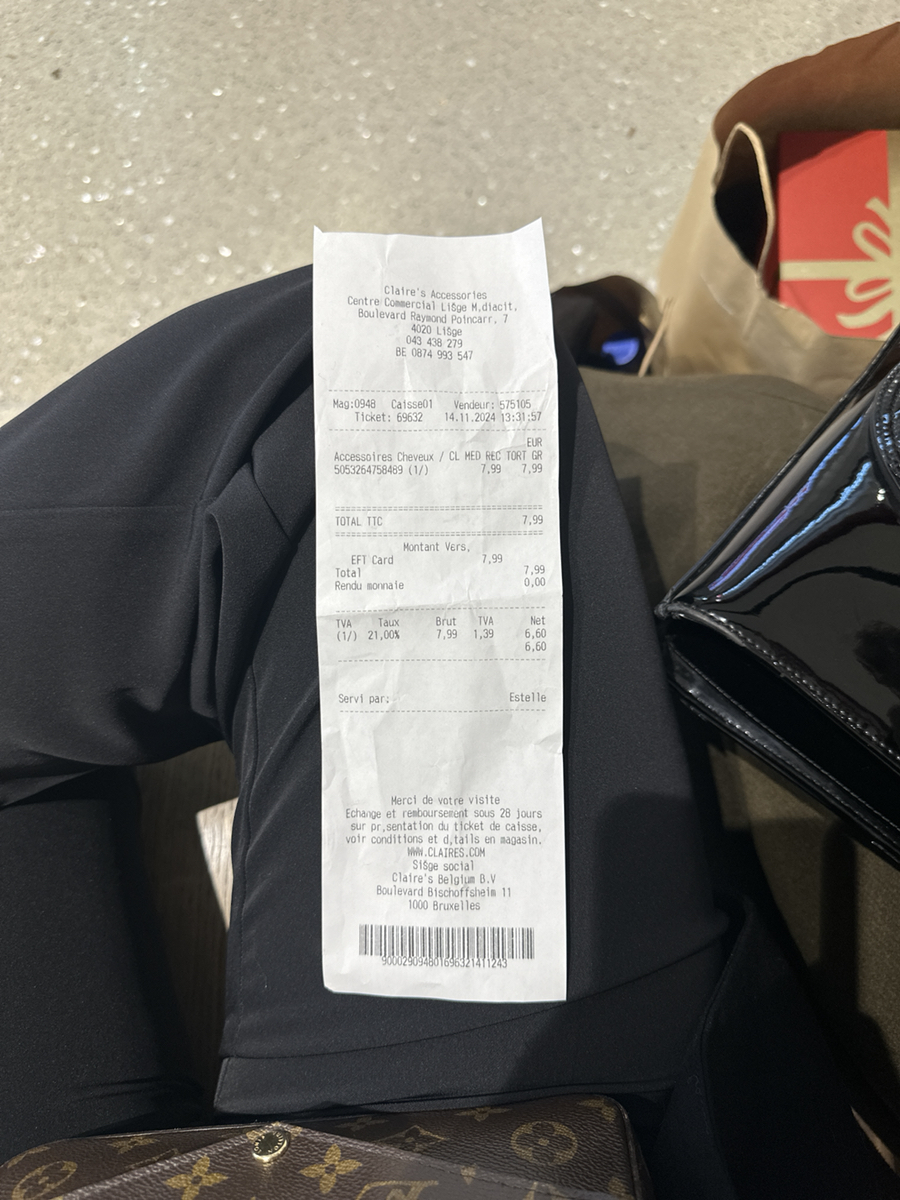 Claire's Accessories
Centre Commercial Li§ge M,diacit,
Boulevard Raymond Poincarr, 7
4020 Li§ge
043 438 279
BE 0874 993 547
Mag:0948 Caisse01 Vendeur: 575105
Ticket: 69632 14.11.2024 13:31:57
EUR
Accessoires Cheveux / CL MED REC TORT GR
5053264758489 (1/) 7,99 7,99
TOTAL TTC 7,99
Montant Vers,
EFT Card 7,99
Total 7,99
Rendu monnaie 0,00
TVA Taux Brut TVA Net
(1/) 21,00% 7,99 1,39 6,60
6,60
Servi par: Estelle
Merci de votre visite
Echange et remboursement sous 28 jours
sur pr,sentation du ticket de caisse,
voir conditions et d,tails en magasin.
WWW.CLAIRES.COM
Si§ge social
Claire's Belgium B.V
Boulevard Bischoffsheim 11
1000 Bruxelles
9000290948016963214112​43